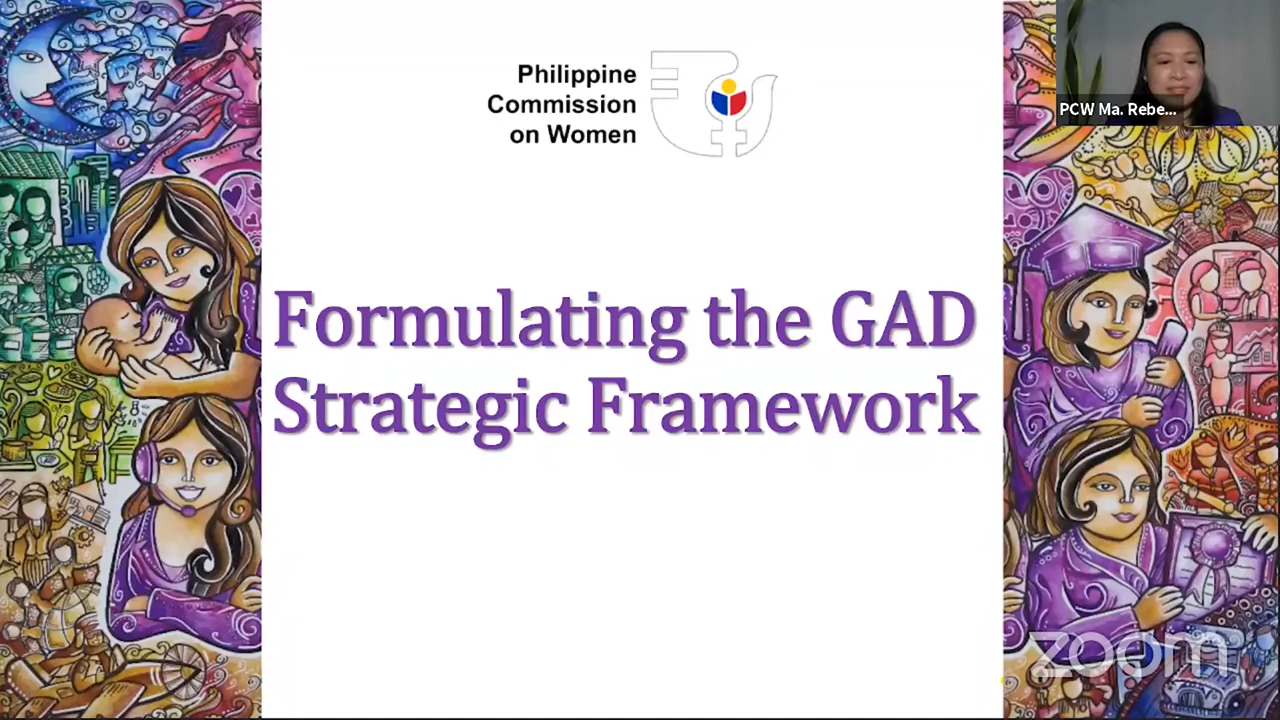 Philippine
Commission
on Women
PCW Ma. Rebe...
Formulating the GAD
Strategic Framework
zoom